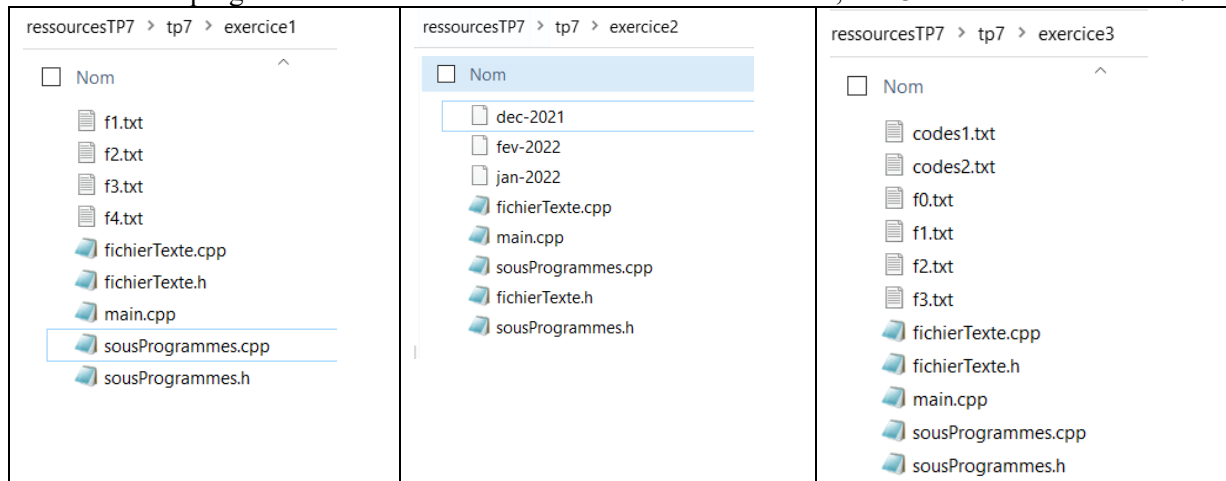 ressourcesTP7 > tp7 > exercice1
Nom
f1.txt
f2.txt
f3.txt
f4.txt
fichierTexte.cpp
fichierTexte.h
main.cpp
sousProgrammes.cpp
sousProgrammes.h
ressourcesTP7 > tp7 > exercice2
Nom
dec-2021
fev-2022
jan-2022
fichierTexte.cpp
main.cpp
sousProgrammes.cpp
fichierTexte.h
sousProgrammes.h
ressourcesTP7 > tp7 > exercice3
Nom
codes1.txt
codes2.txt
f0.txt
f1.txt
f2.txt
f3.txt
fichierTexte.cpp
fichierTexte.h
main.cpp
sousProgrammes.cpp
sousProgrammes.h